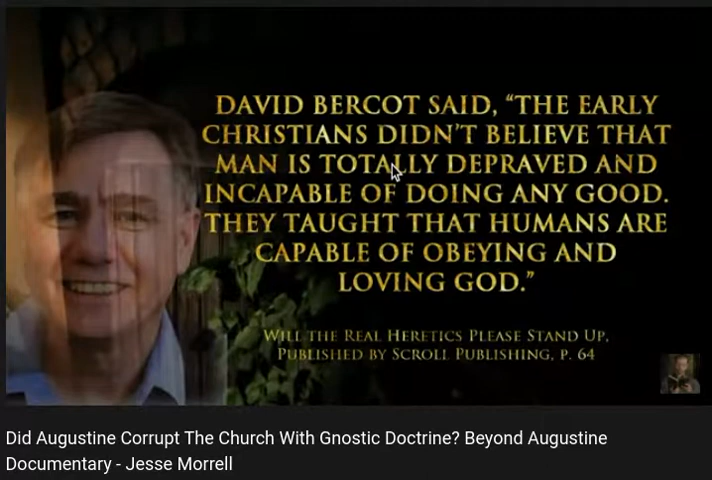 DAVID BERCOT SAID, “THE EARLY
CHRISTIANS DIDN’T BELIEVE THAT
MAN IS TOTALLY DEPRAVED AND
INCAPABLE OF DOING ANY GOOD.
THEY TAUGHT THAT HUMANS ARE
CAPABLE OF OBEYING AND
LOVING GOD.”
WILL THE REAL HERETICS PLEASE STAND UP,
PUBLISHED BY SCROLL PUBLISHING, P. 64
Did Augustine Corrupt The Church With Gnostic Doctrine? Beyond Augustine
Documentary - Jesse Morrell